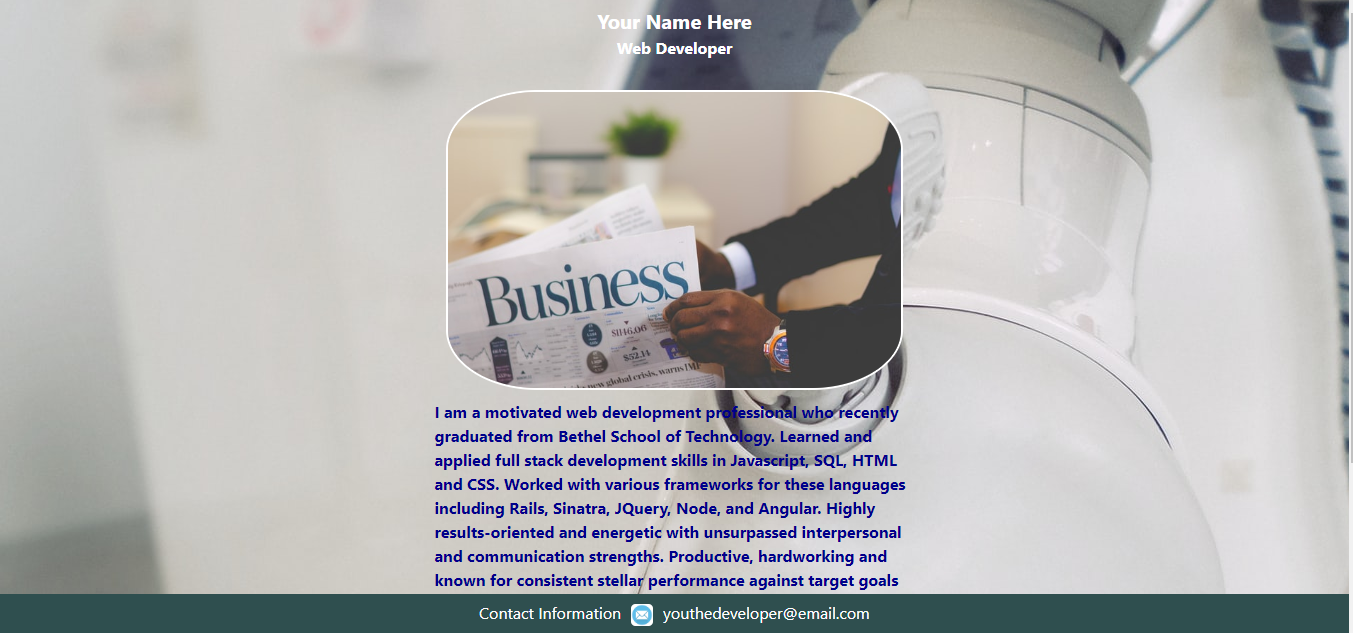 Your Name Here
Web Developer
Business
$1146.06
$52.14
new global crisis, warns IMF
I am a motivated web development professional who recently
graduated from Bethel School of Technology. Learned and
applied full stack development skills in Javascript, SQL, HTML
and CSS. Worked with various frameworks for these languages
including Rails, Sinatra, JQuery, Node, and Angular. Highly
results-oriented and energetic with unsurpassed interpersonal
and communication strengths. Productive, hardworking and
known for consistent stellar performance against target goals
Contact Information youthedeveloper@email.com